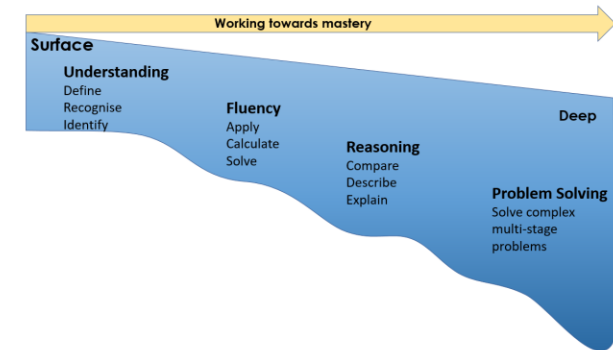 Working towards mastery
Surface
Understanding
Define
Recognise
Identify
Fluency
Apply
Calculate
Solve
Reasoning
Compare
Describe
Explain
Deep
Problem Solving
Solve complex
multi-stage
problems